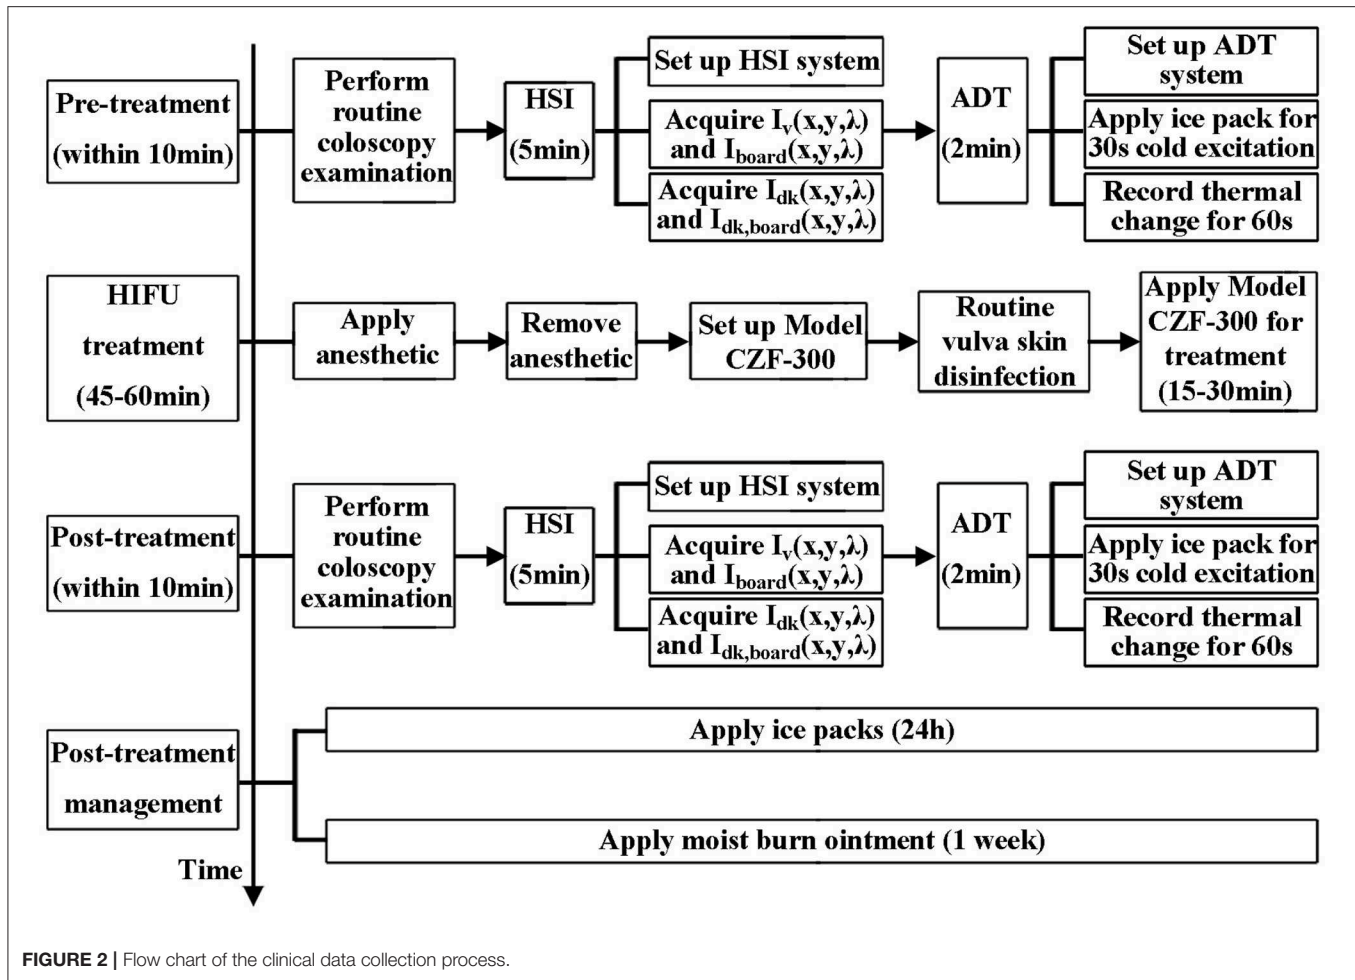 Pre-treatment
(within 10min)
Perform
routine
coloscopy
examination
HSI
(5min)
Set up HSI system
Acquire Iv(x,y,λ)
and Iboard(x,y,λ)
Acquire Idk(x,y,λ)
and Idk,board(x,y,λ)
ADT
(2min)
Set up ADT
system
Apply ice pack for
30s cold excitation
Record thermal
change for 60s
HIFU
treatment
(45-60min)
Apply
anesthetic
Remove
anesthetic
Set up Model
CZF-300
Routine
vulva skin
disinfection
Apply Model
CZF-300 for
treatment
(15-30min)
Post-treatment
(within 10min)
Perform
routine
coloscopy
examination
HSI
(5min)
Set up HSI system
Acquire Iv(x,y,λ)
and Iboard(x,y,λ)
Acquire Idk(x,y,λ)
and Idk,board(x,y,λ)
ADT
(2min)
Set up ADT
system
Apply ice pack for
30s cold excitation
Record thermal
change for 60s
Post-treatment
management
Apply ice packs (24h)
Apply moist burn ointment (1 week)
Time
FIGURE 2 | Flow chart of the clinical data collection process.